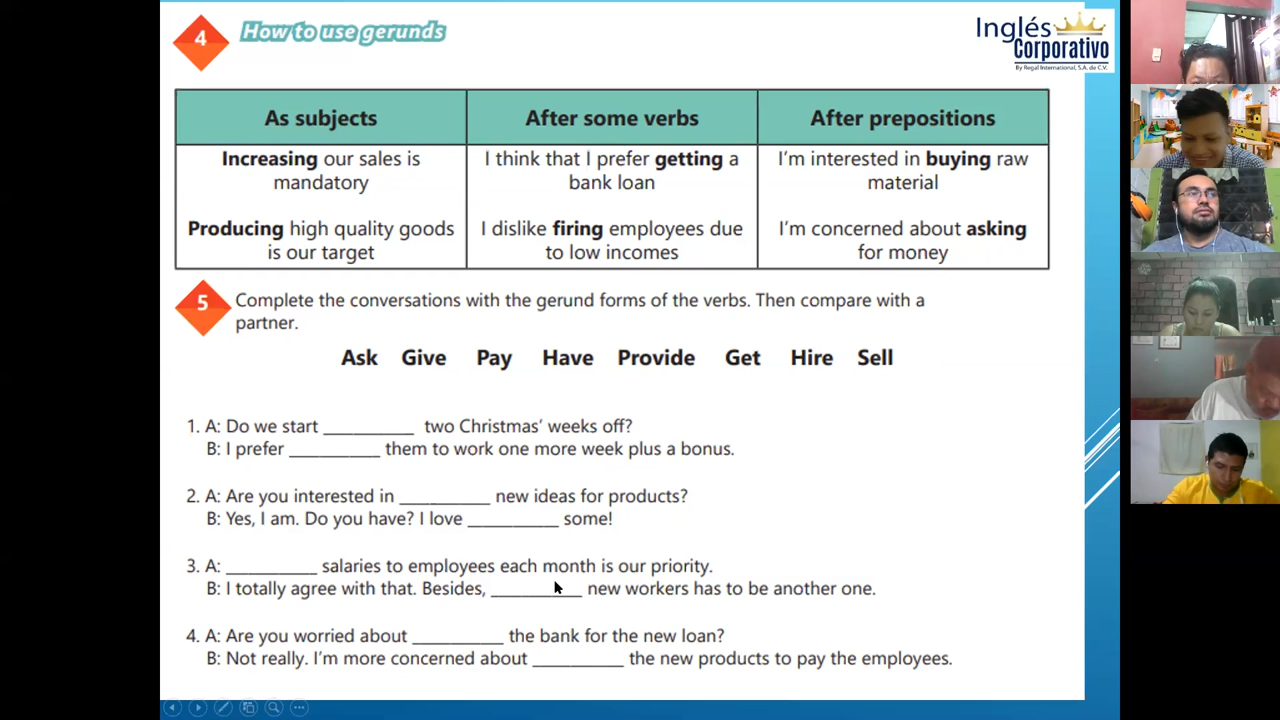 4
How to use gerunds
Inglés
Corporativo
By Regal International, S.A. de C.V.
As subjects
After some verbs
After prepositions
Increasing our sales is
mandatory
I think that I prefer getting a
bank loan
I'm interested in buying raw
material
Producing high quality goods
is our target
I dislike firing employees due
to low incomes
I'm concerned about asking
for money
5
Complete the conversations with the gerund forms of the verbs. Then compare with a
partner.
Ask Give Pay Have Provide Get Hire Sell
1. A: Do we start __________ two Christmas' weeks off?
B: I prefer __________ them to work one more week plus a bonus.
2. A: Are you interested in __________ new ideas for products?
B: Yes, I am. Do you have? I love __________ some!
3. A: __________ salaries to employees each month is our priority.
B: I totally agree with that. Besides, __________ new workers has to be another one.
4. A: Are you worried about __________ the bank for the new loan?
B: Not really. I'm more concerned about __________ the new products to pay the employees.